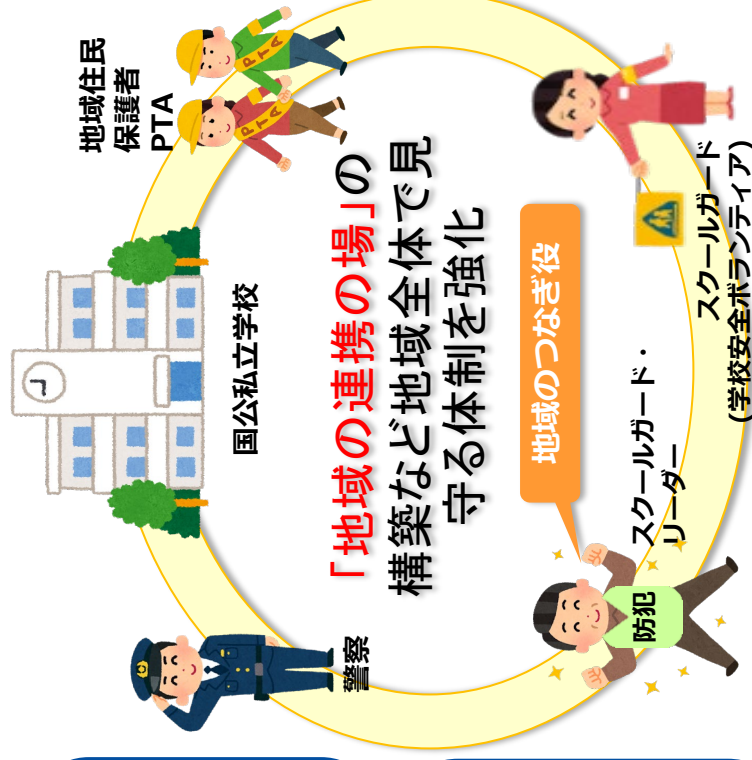 国公私立学校
地域住民
保護者
PTA
PTA
PTA
警察
「地域の連携の場」の
構築など地域全体で見
守る体制を強化
地域のつなぎ役
防犯
スクールガード・
リーダー
スクールガード
(学校安全ボランティア)